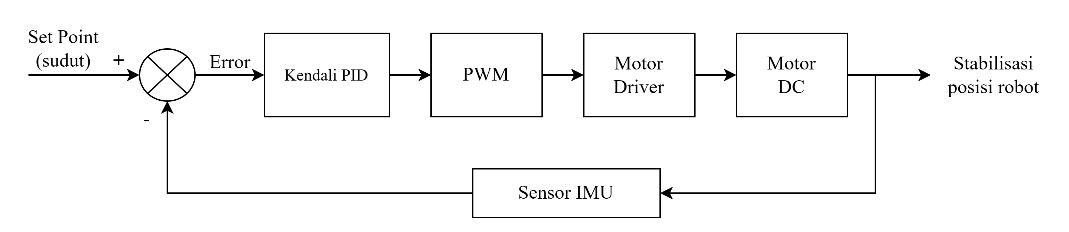 Set Point
(sudut)
+
-
Error
Kendali PID
PWM
Motor
Driver
Motor
DC
Stabilisasi
posisi robot
Sensor IMU